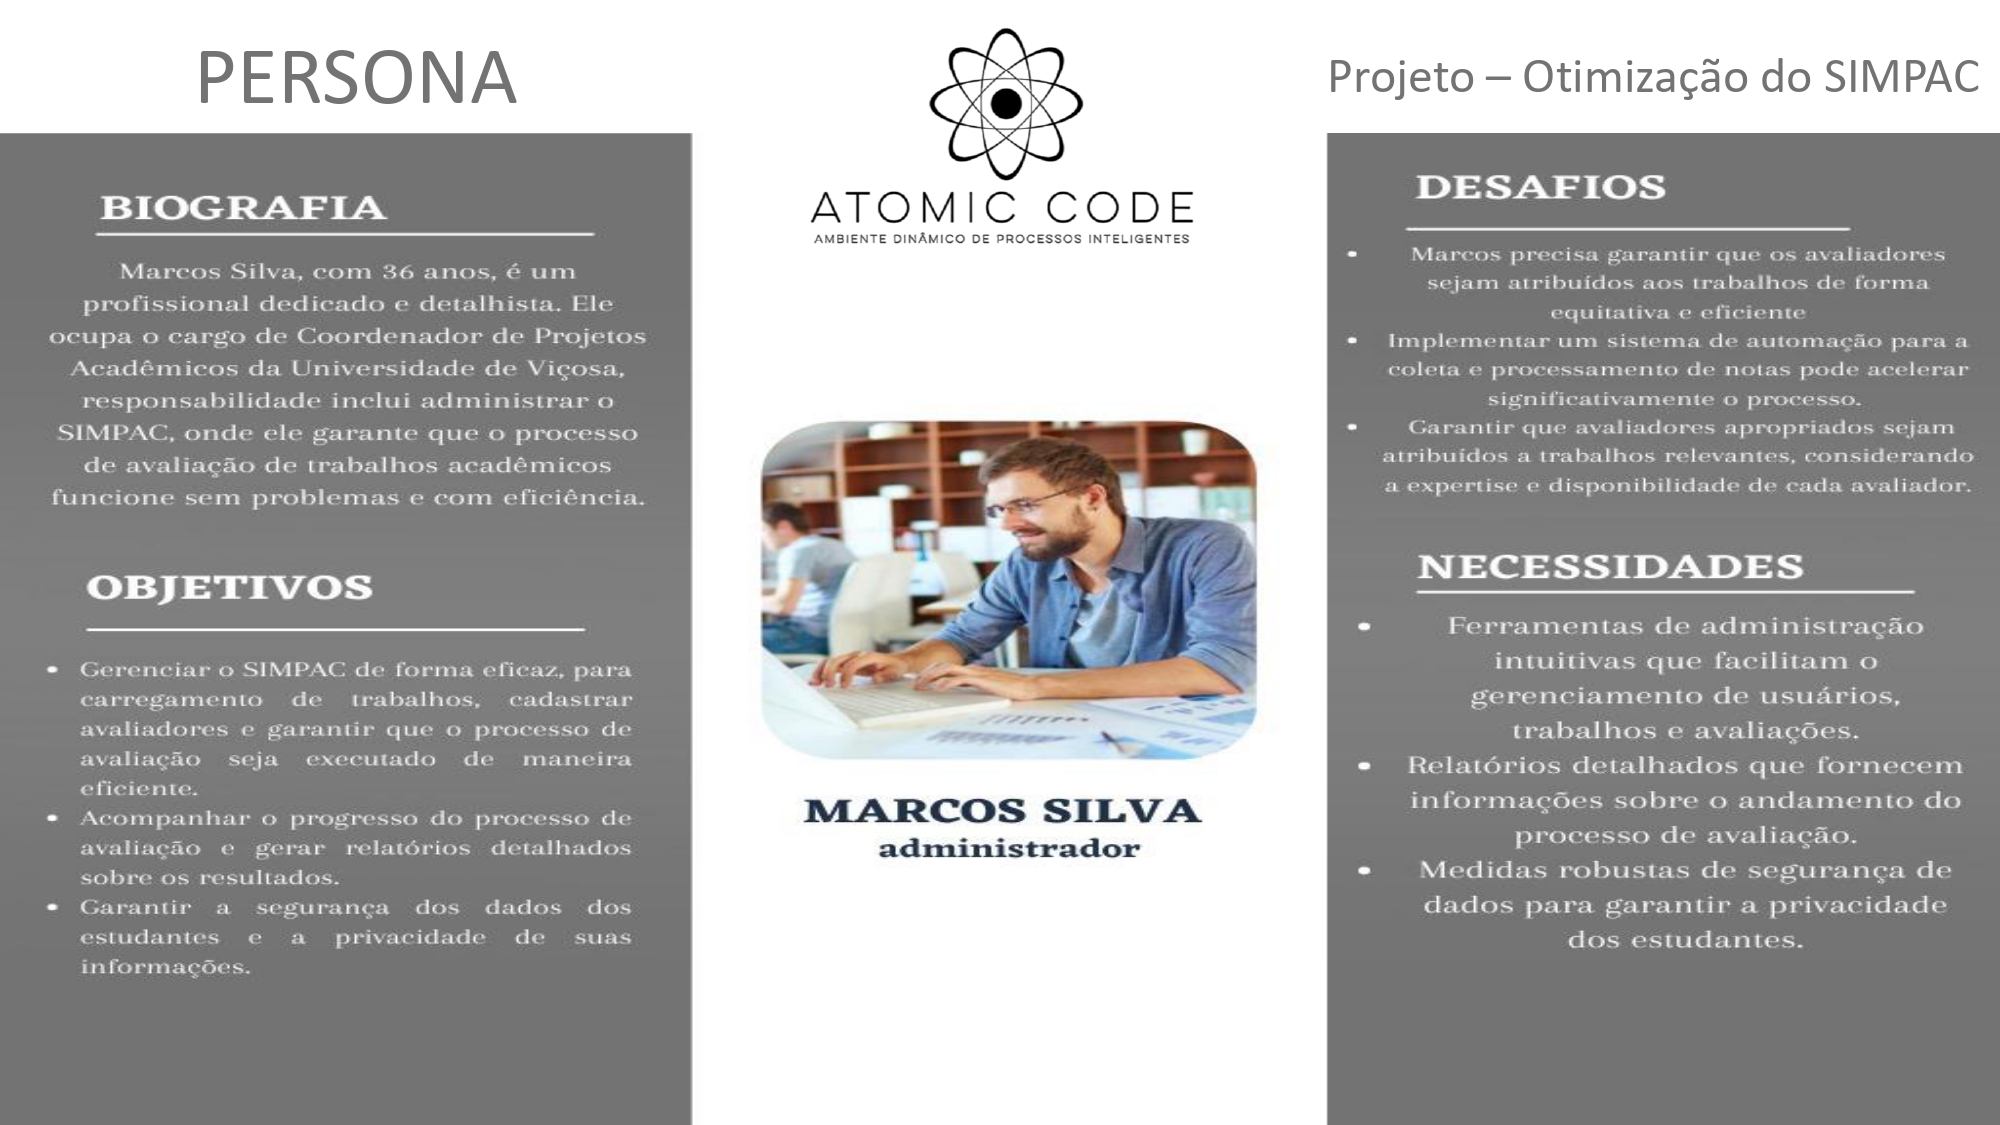 PERSONA
ATOMIC CODE
AMBIENTE DINÂMICO DE PROCESSOS INTELIGENTES
Projeto – Otimização do SIMPAC
BIOGRAFIA
Marcos Silva, com 36 anos, é um
profissional dedicado e detalhista. Ele
ocupa o cargo de Coordenador de Projetos
Acadêmicos da Universidade de Viçosa,
responsabilidade inclui administrar o
SIMPAC, onde ele garante que o processo
de avaliação de trabalhos acadêmicos
funcione sem problemas e com eficiência.
OBJETIVOS
• Gerenciar o SIMPAC de forma eficaz, para
carregamento de trabalhos, cadastrar
avaliadores e garantir que o processo de
avaliação seja executado de maneira
eficiente.
• Acompanhar o progresso do processo de
avaliação e gerar relatórios detalhados
sobre os resultados.
• Garantir a segurança dos dados dos
estudantes e a privacidade de suas
informações.
MARCOS SILVA
administrador
DESAFIOS
• Marcos precisa garantir que os avaliadores
sejam atribuídos aos trabalhos de forma
equitativa e eficiente
• Implementar um sistema de automação para a
coleta e processamento de notas pode acelerar
significativamente o processo.
• Garantir que avaliadores apropriados sejam
atribuídos a trabalhos relevantes, considerando
a expertise e disponibilidade de cada avaliador.
NECESSIDADES
• Ferramentas de administração
intuitivas que facilitam o
gerenciamento de usuários,
trabalhos e avaliações.
• Relatórios detalhados que fornecem
informações sobre o andamento do
processo de avaliação.
• Medidas robustas de segurança de
dados para garantir a privacidade
dos estudantes.